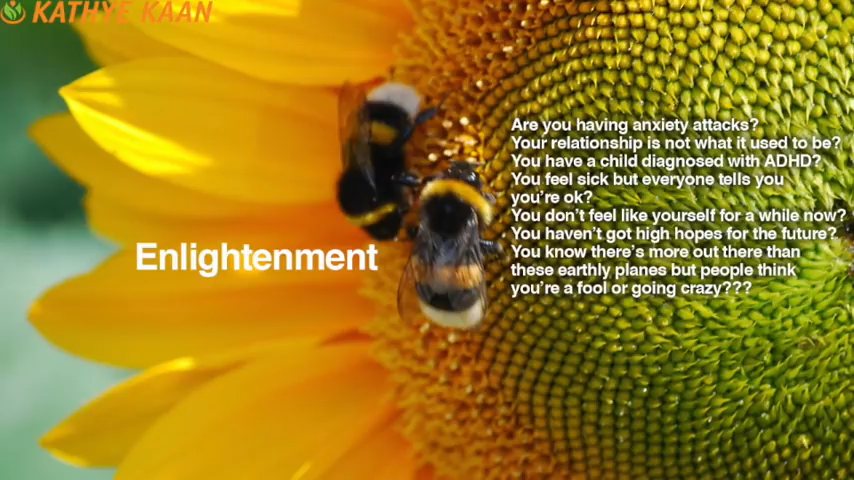 KATHYE KAAN
Enlightenment
Are you having anxiety attacks?
Your relationship is not what it used to be?
You have a child diagnosed with ADHD?
You feel sick but everyone tells you
you're ok?
You don't feel like yourself for a while now?
You haven't got high hopes for the future?
You know there's more out there than
these earthly planes but people think
you're a fool or going crazy???